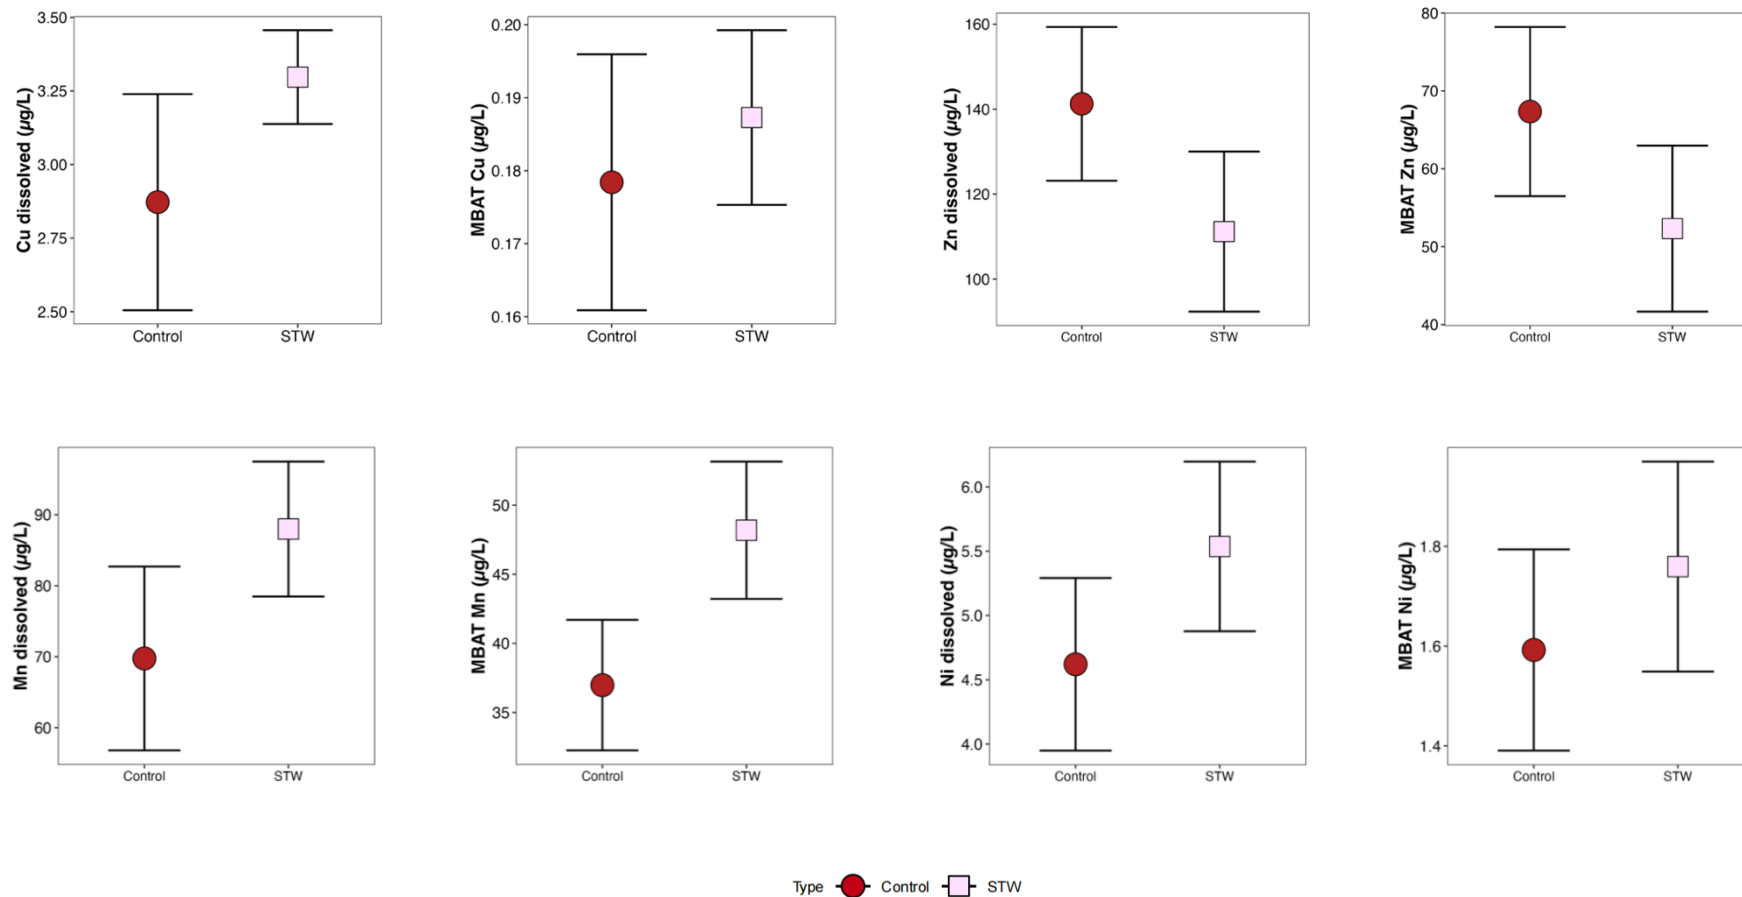 Cu dissolved (µg/L)
3.50
3.25
3.00
2.75
2.50
Control STW
MBAT Cu (µg/L)
0.20
0.19
0.18
0.17
0.16
Control STW
Zn dissolved (µg/L)
160
140
120
100
Control STW
MBAT Zn (µg/L)
80
70
60
50
40
Control STW
Mn dissolved (µg/L)
90
80
70
60
Control STW
MBAT Mn (µg/L)
50
45
40
35
Control STW
Ni dissolved (µg/L)
6.0
5.5
5.0
4.5
4.0
Control STW
MBAT Ni (µg/L)
1.8
1.6
1.4
Control STW
Type Control STW